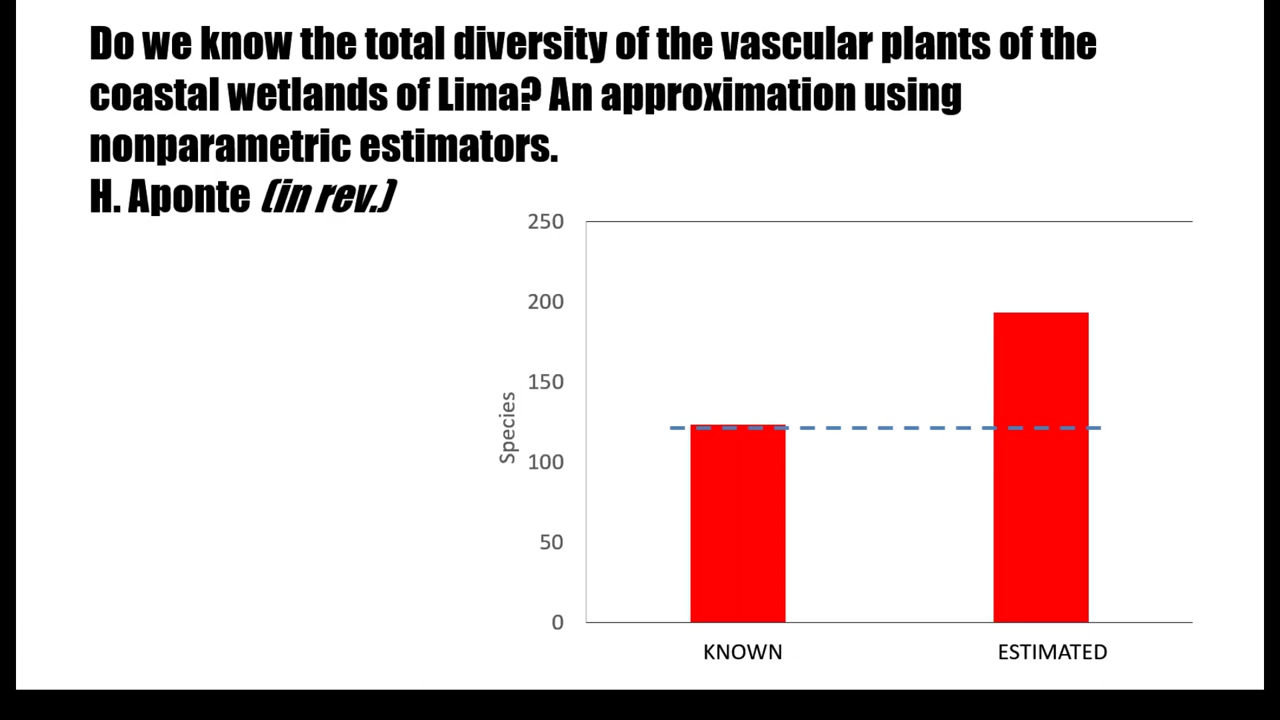 Do we know the total diversity of the vascular plants of the
coastal wetlands of Lima? An approximation using
nonparametric estimators.
H. Aponte (in rev.)
250
200
150
100
50
0
Species
KNOWN
ESTIMATED